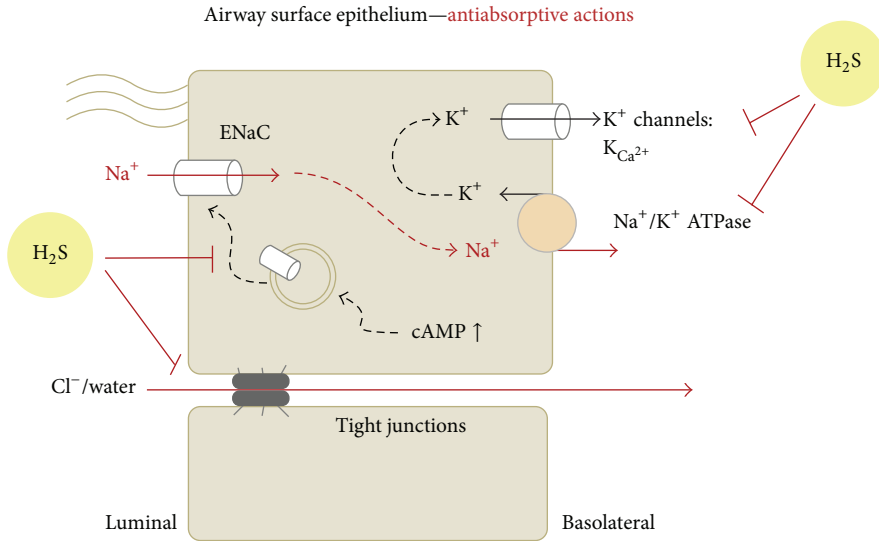 Airway surface epithelium—antiabsorptive actions
H₂S
K⁺
K⁺ channels:
K_Ca²⁺
ENaC
Na⁺
K⁺
Na⁺/K⁺ ATPase
Na⁺
H₂S
cAMP ↑
Cl⁻/water
Tight junctions
Luminal
Basolateral